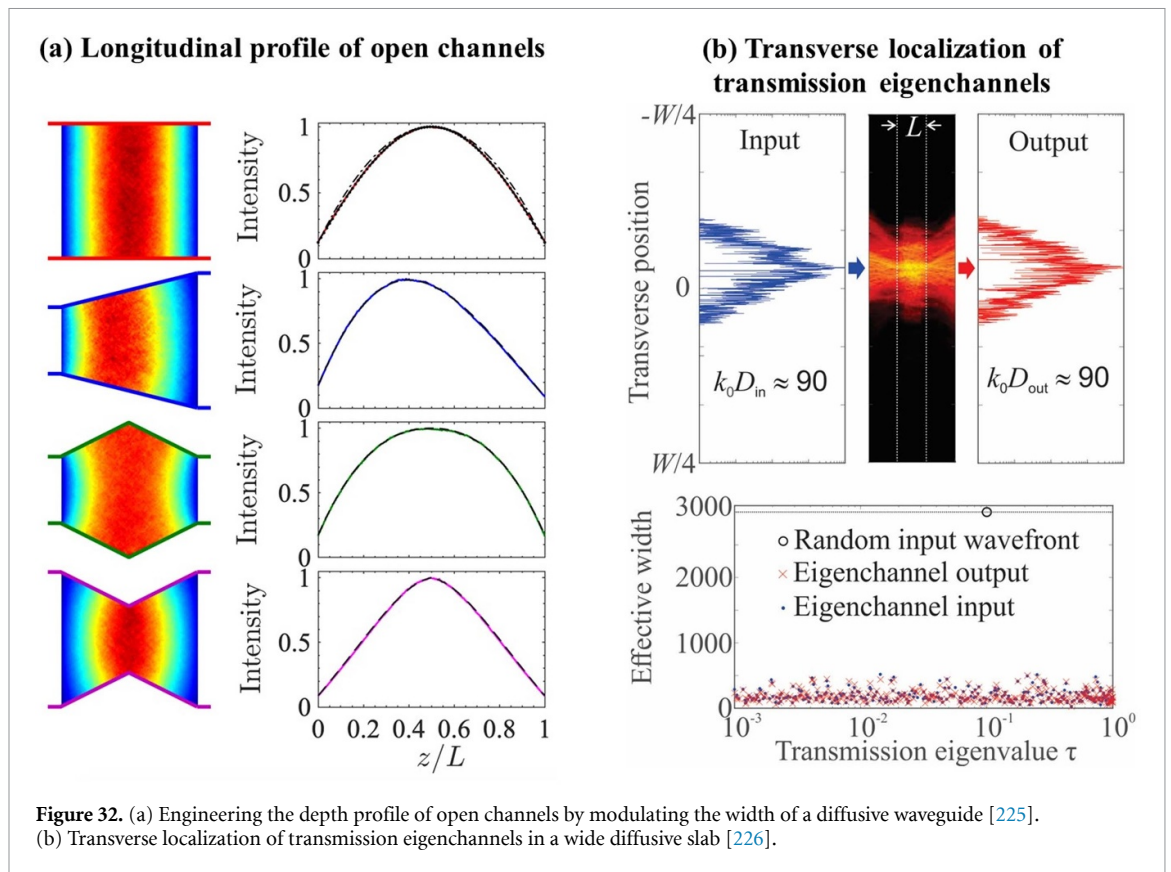 (a) Longitudinal profile of open channels
Intensity
1
0.5
0
Intensity
1
0.5
0
Intensity
1
0.5
0
Intensity
1
0.5
0
0 0.2 0.4 0.6 0.8 1
z/L
(b) Transverse localization of
transmission eigenchannels
Transverse position
-W/4
0
W/4
Input
k₀D_in ≈ 90
L
Output
k₀D_out ≈ 90
Effective width
3000
2000
1000
0
Random input wavefront
Eigenchannel output
Eigenchannel input
10⁻³ 10⁻² 10⁻¹ 10⁰
Transmission eigenvalue τ
Figure 32. (a) Engineering the depth profile of open channels by modulating the width of a diffusive waveguide [225].
(b) Transverse localization of transmission eigenchannels in a wide diffusive slab [226].